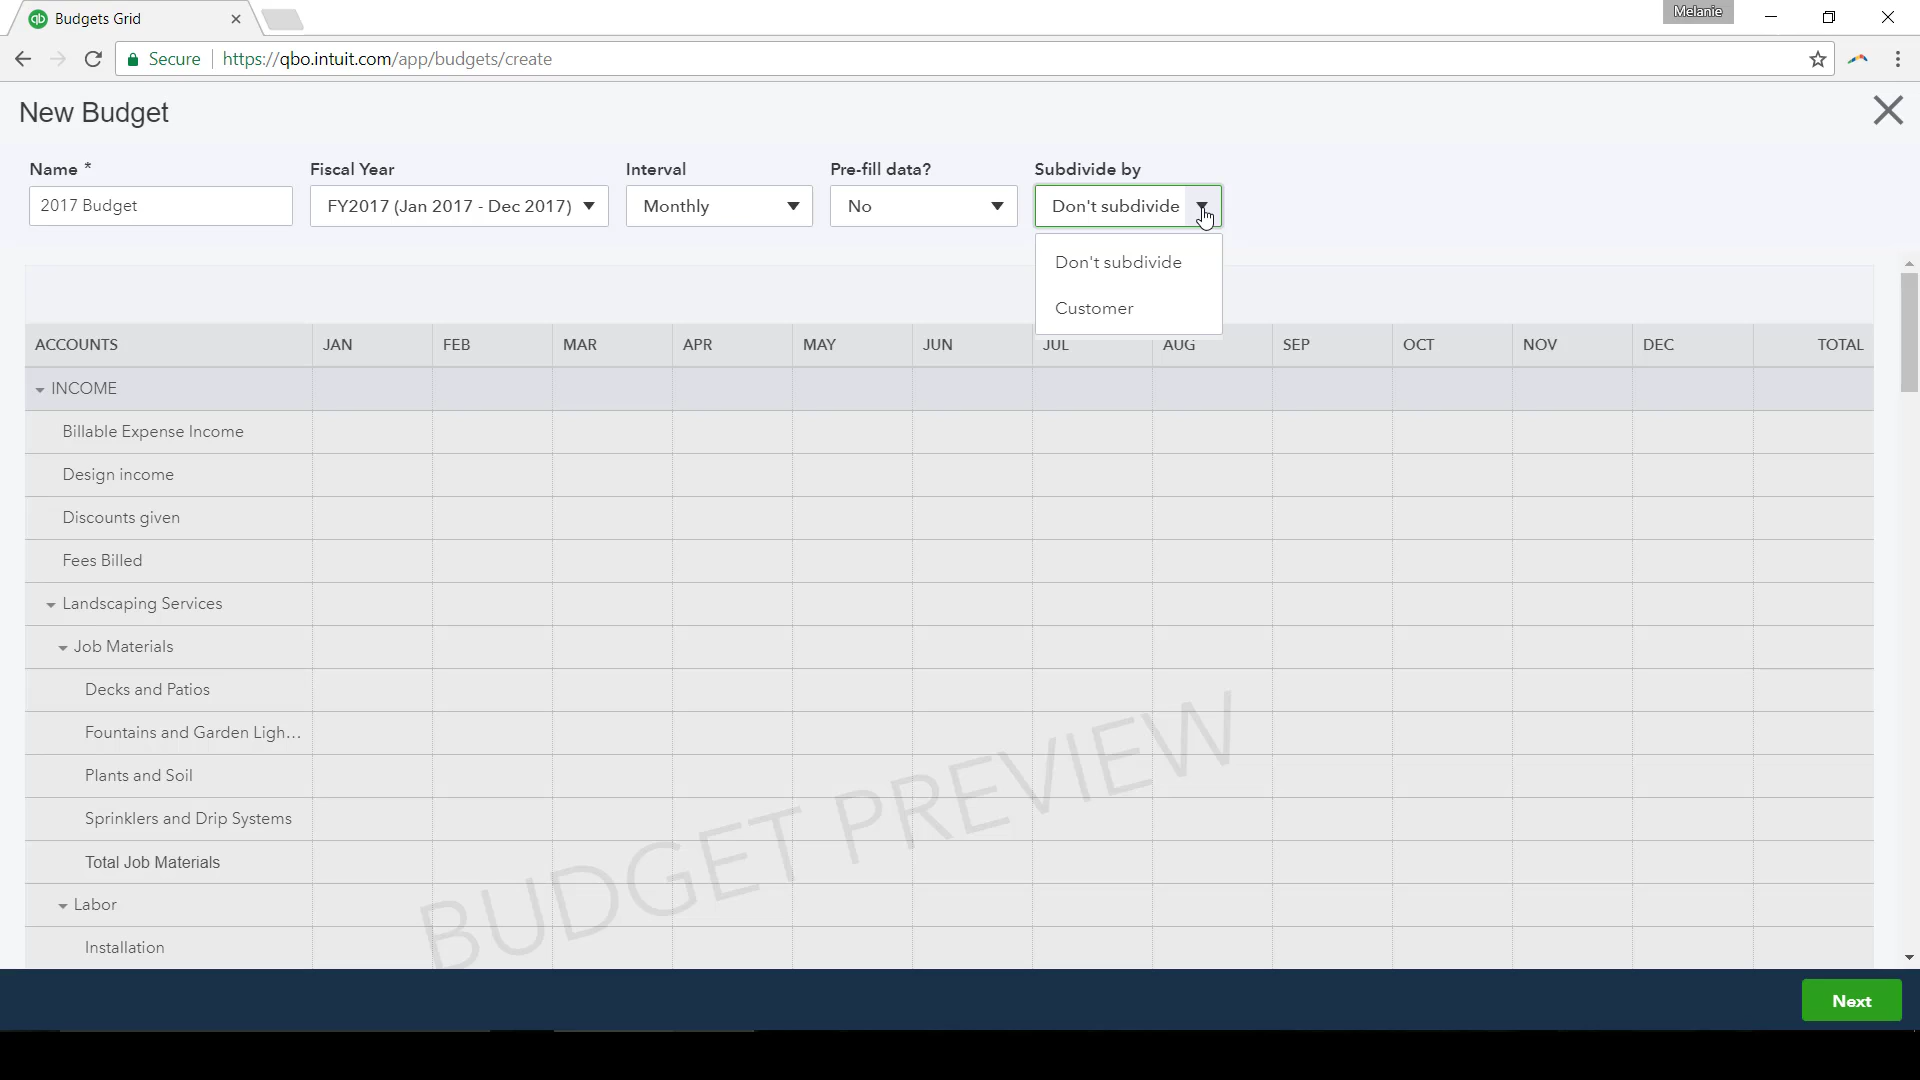 Budgets Grid
Melanie
Secure https://qbo.intuit.com/app/budgets/create
New Budget
Name * Fiscal Year Interval Pre-fill data? Subdivide by
2017 Budget FY2017 (Jan 2017 - Dec 2017) Monthly No Don't subdivide
Don't subdivide
Customer
ACCOUNTS JAN FEB MAR APR MAY JUN JUL AUG SEP OCT NOV DEC TOTAL
INCOME
Billable Expense Income
Design income
Discounts given
Fees Billed
Landscaping Services
Job Materials
Decks and Patios
Fountains and Garden Ligh...
Plants and Soil
Sprinklers and Drip Systems
Total Job Materials
Labor
Installation
BUDGET PREVIEW
Next